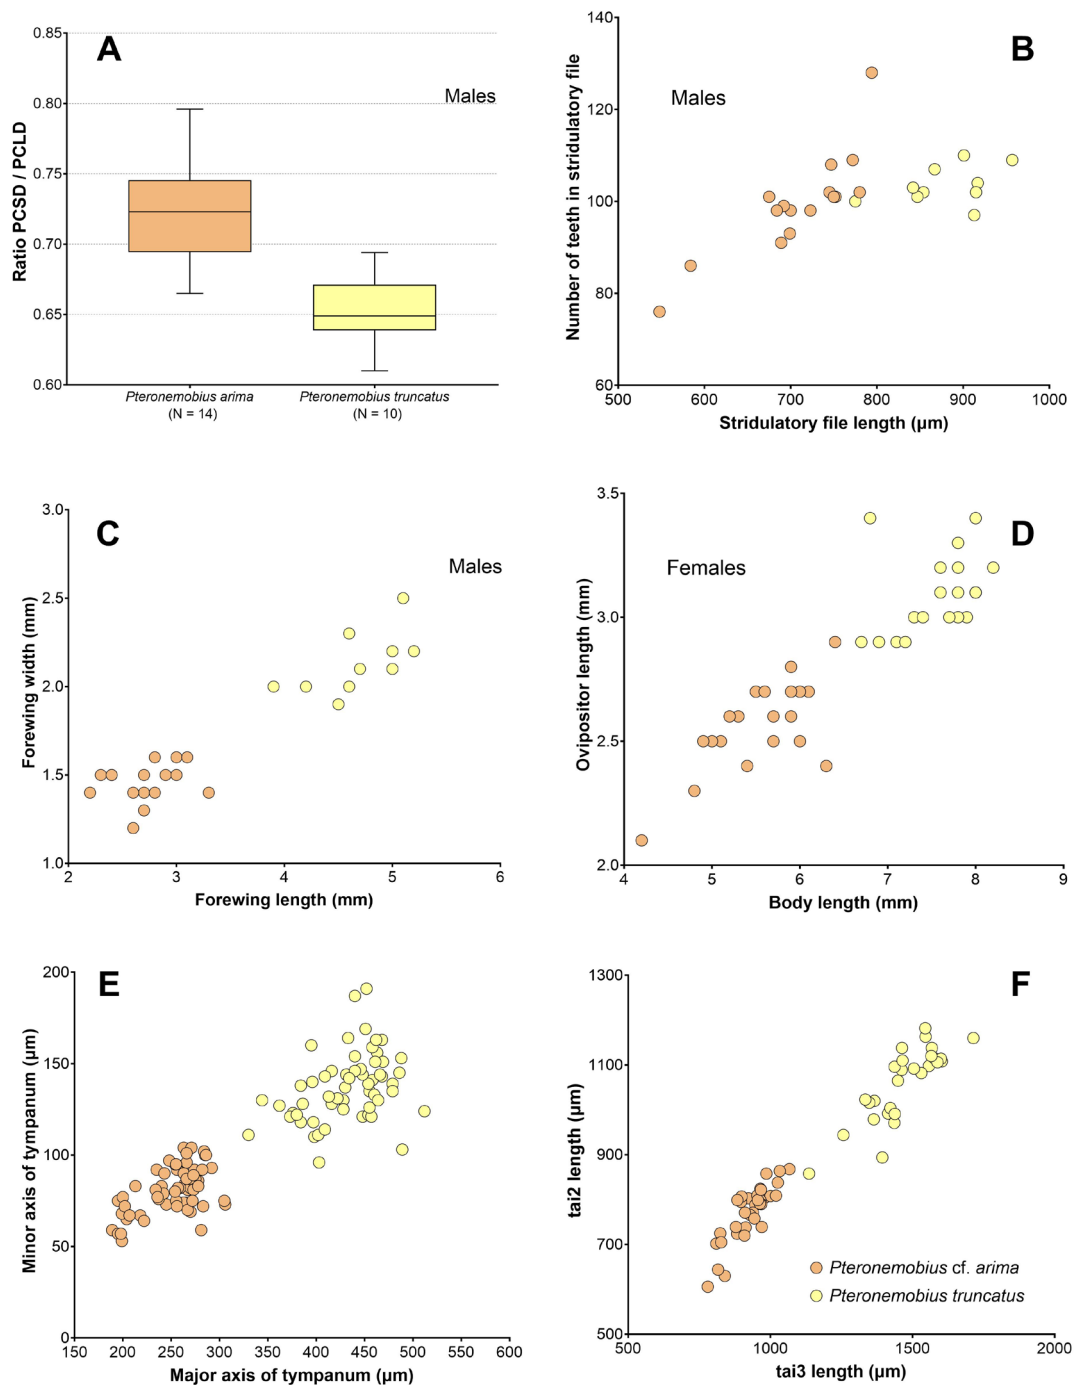 A
Males
Ratio PCSD / PCLD
0.85
0.80
0.75
0.70
0.65
0.60
Pteronemobius arima
(N = 14)
Pteronemobius truncatus
(N = 10)
B
Males
Number of teeth in stridulatory file
140
120
100
80
60
500 600 700 800 900 1000
Stridulatory file length (µm)
C
Males
Forewing width (mm)
3.0
2.5
2.0
1.5
1.0
2 3 4 5 6
Forewing length (mm)
D
Females
Ovipositor length (mm)
3.5
3.0
2.5
2.0
4 5 6 7 8 9
Body length (mm)
E
Minor axis of tympanum (µm)
200
150
100
50
0
150 200 250 300 350 400 450 500 550 600
Major axis of tympanum (µm)
F
tai2 length (µm)
1300
1100
900
700
500
500 1000 1500 2000
tai3 length (µm)
Pteronemobius cf. arima
Pteronemobius truncatus